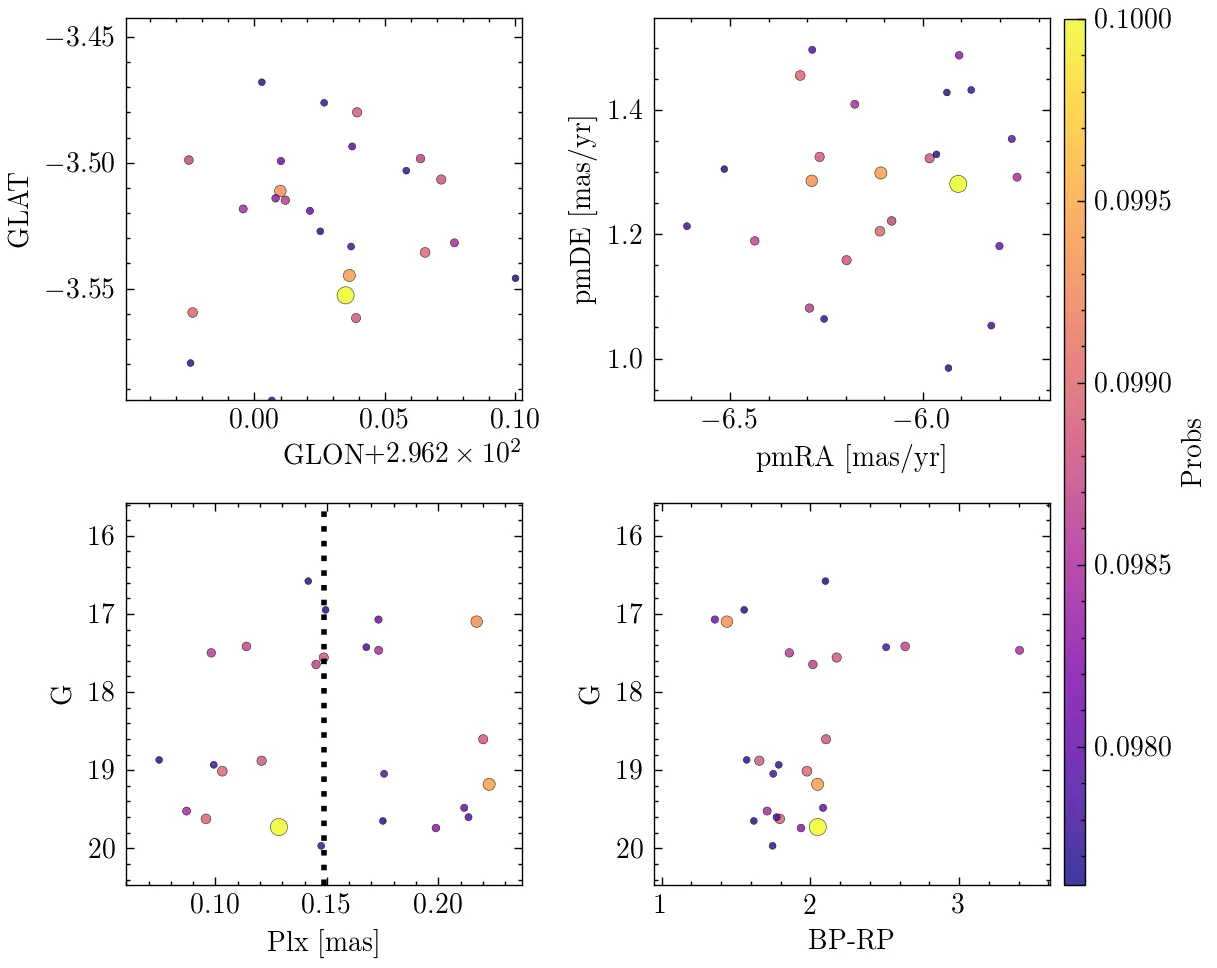 −3.45
−3.50
−3.55
GLAT
0.00 0.05 0.10
GLON+2.962 × 10²
1.4
1.2
1.0
pmDE [mas/yr]
−6.5 −6.0
pmRA [mas/yr]
0.1000
0.0995
0.0990
0.0985
0.0980
Probs
16
17
18
19
20
G
0.10 0.15 0.20
Plx [mas]
16
17
18
19
20
G
1 2 3
BP-RP